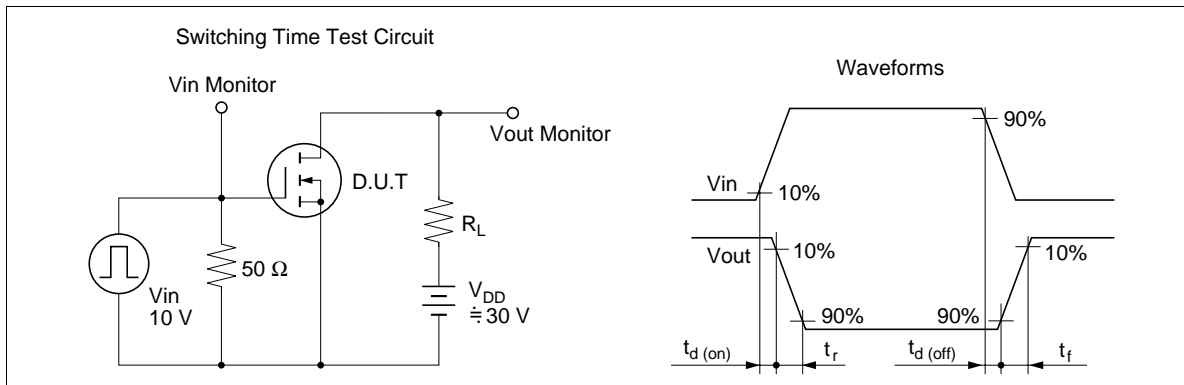 Switching Time Test Circuit
Vin Monitor
Vout Monitor
D.U.T
R_L
50 Ω
Vin
10 V
V_DD
≒ 30 V
Waveforms
90%
Vin
10%
Vout
10%
10%
90%
90%
t_d (on)
t_r
t_d (off)
t_f